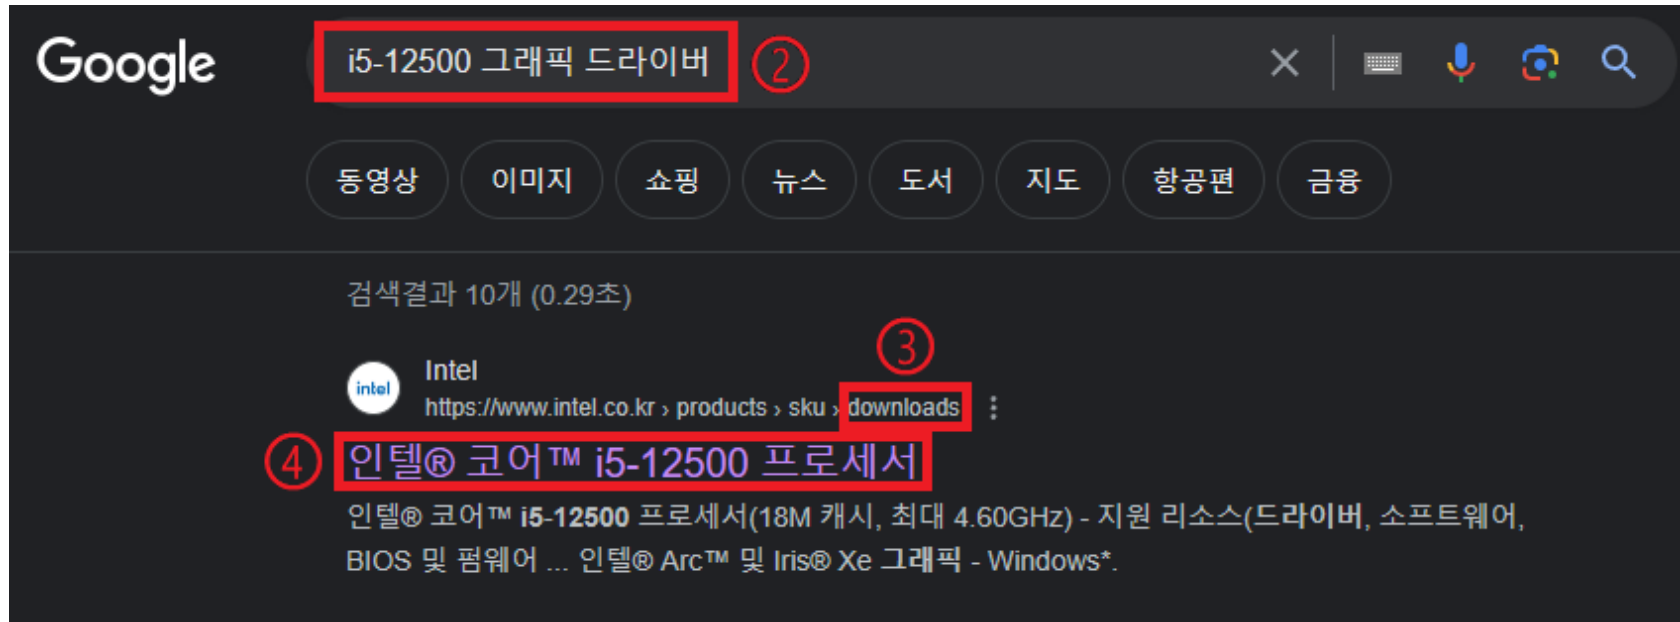 Google
i5-12500 그래픽 드라이버 ②
동영상 이미지 쇼핑 뉴스 도서 지도 항공편 금융
검색결과 10개 (0.29초)
③
intel
Intel
https://www.intel.co.kr › products › sku › downloads
④ 인텔® 코어™ i5-12500 프로세서
인텔® 코어™ i5-12500 프로세서(18M 캐시, 최대 4.60GHz) - 지원 리소스(드라이버, 소프트웨어,
BIOS 및 펌웨어 ... 인텔® Arc™ 및 Iris® Xe 그래픽 - Windows*.